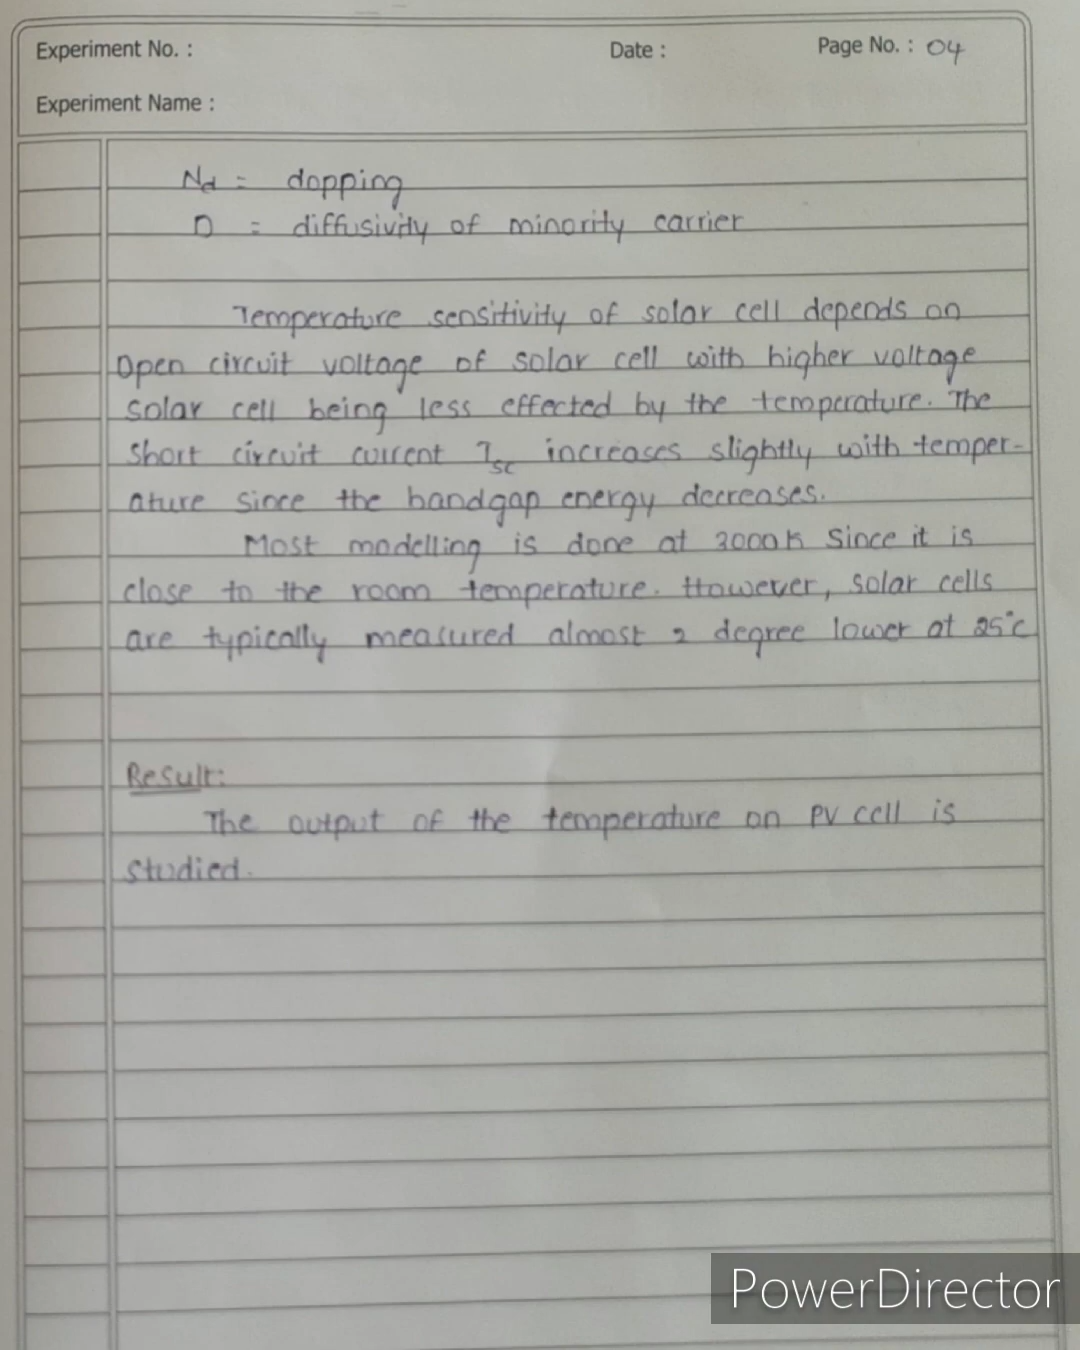 Experiment No. :
Date :
Page No. : 04
Experiment Name :
Nd = dopping
D = diffusivity of minority carrier
Temperature sensitivity of solar cell depends on
Open circuit voltage of solar cell with higher voltage
solar cell being less effected by the temperature. The
short circuit current Isc increases slightly with temper-
ature since the bandgap energy decreases.
Most modelling is done at 3000K Since it is
close to the room temperature. However, solar cells
are typically measured almost 2 degree lower at 25°c
Result:
The output of the temperature on PV cell is
studied.
PowerDirector